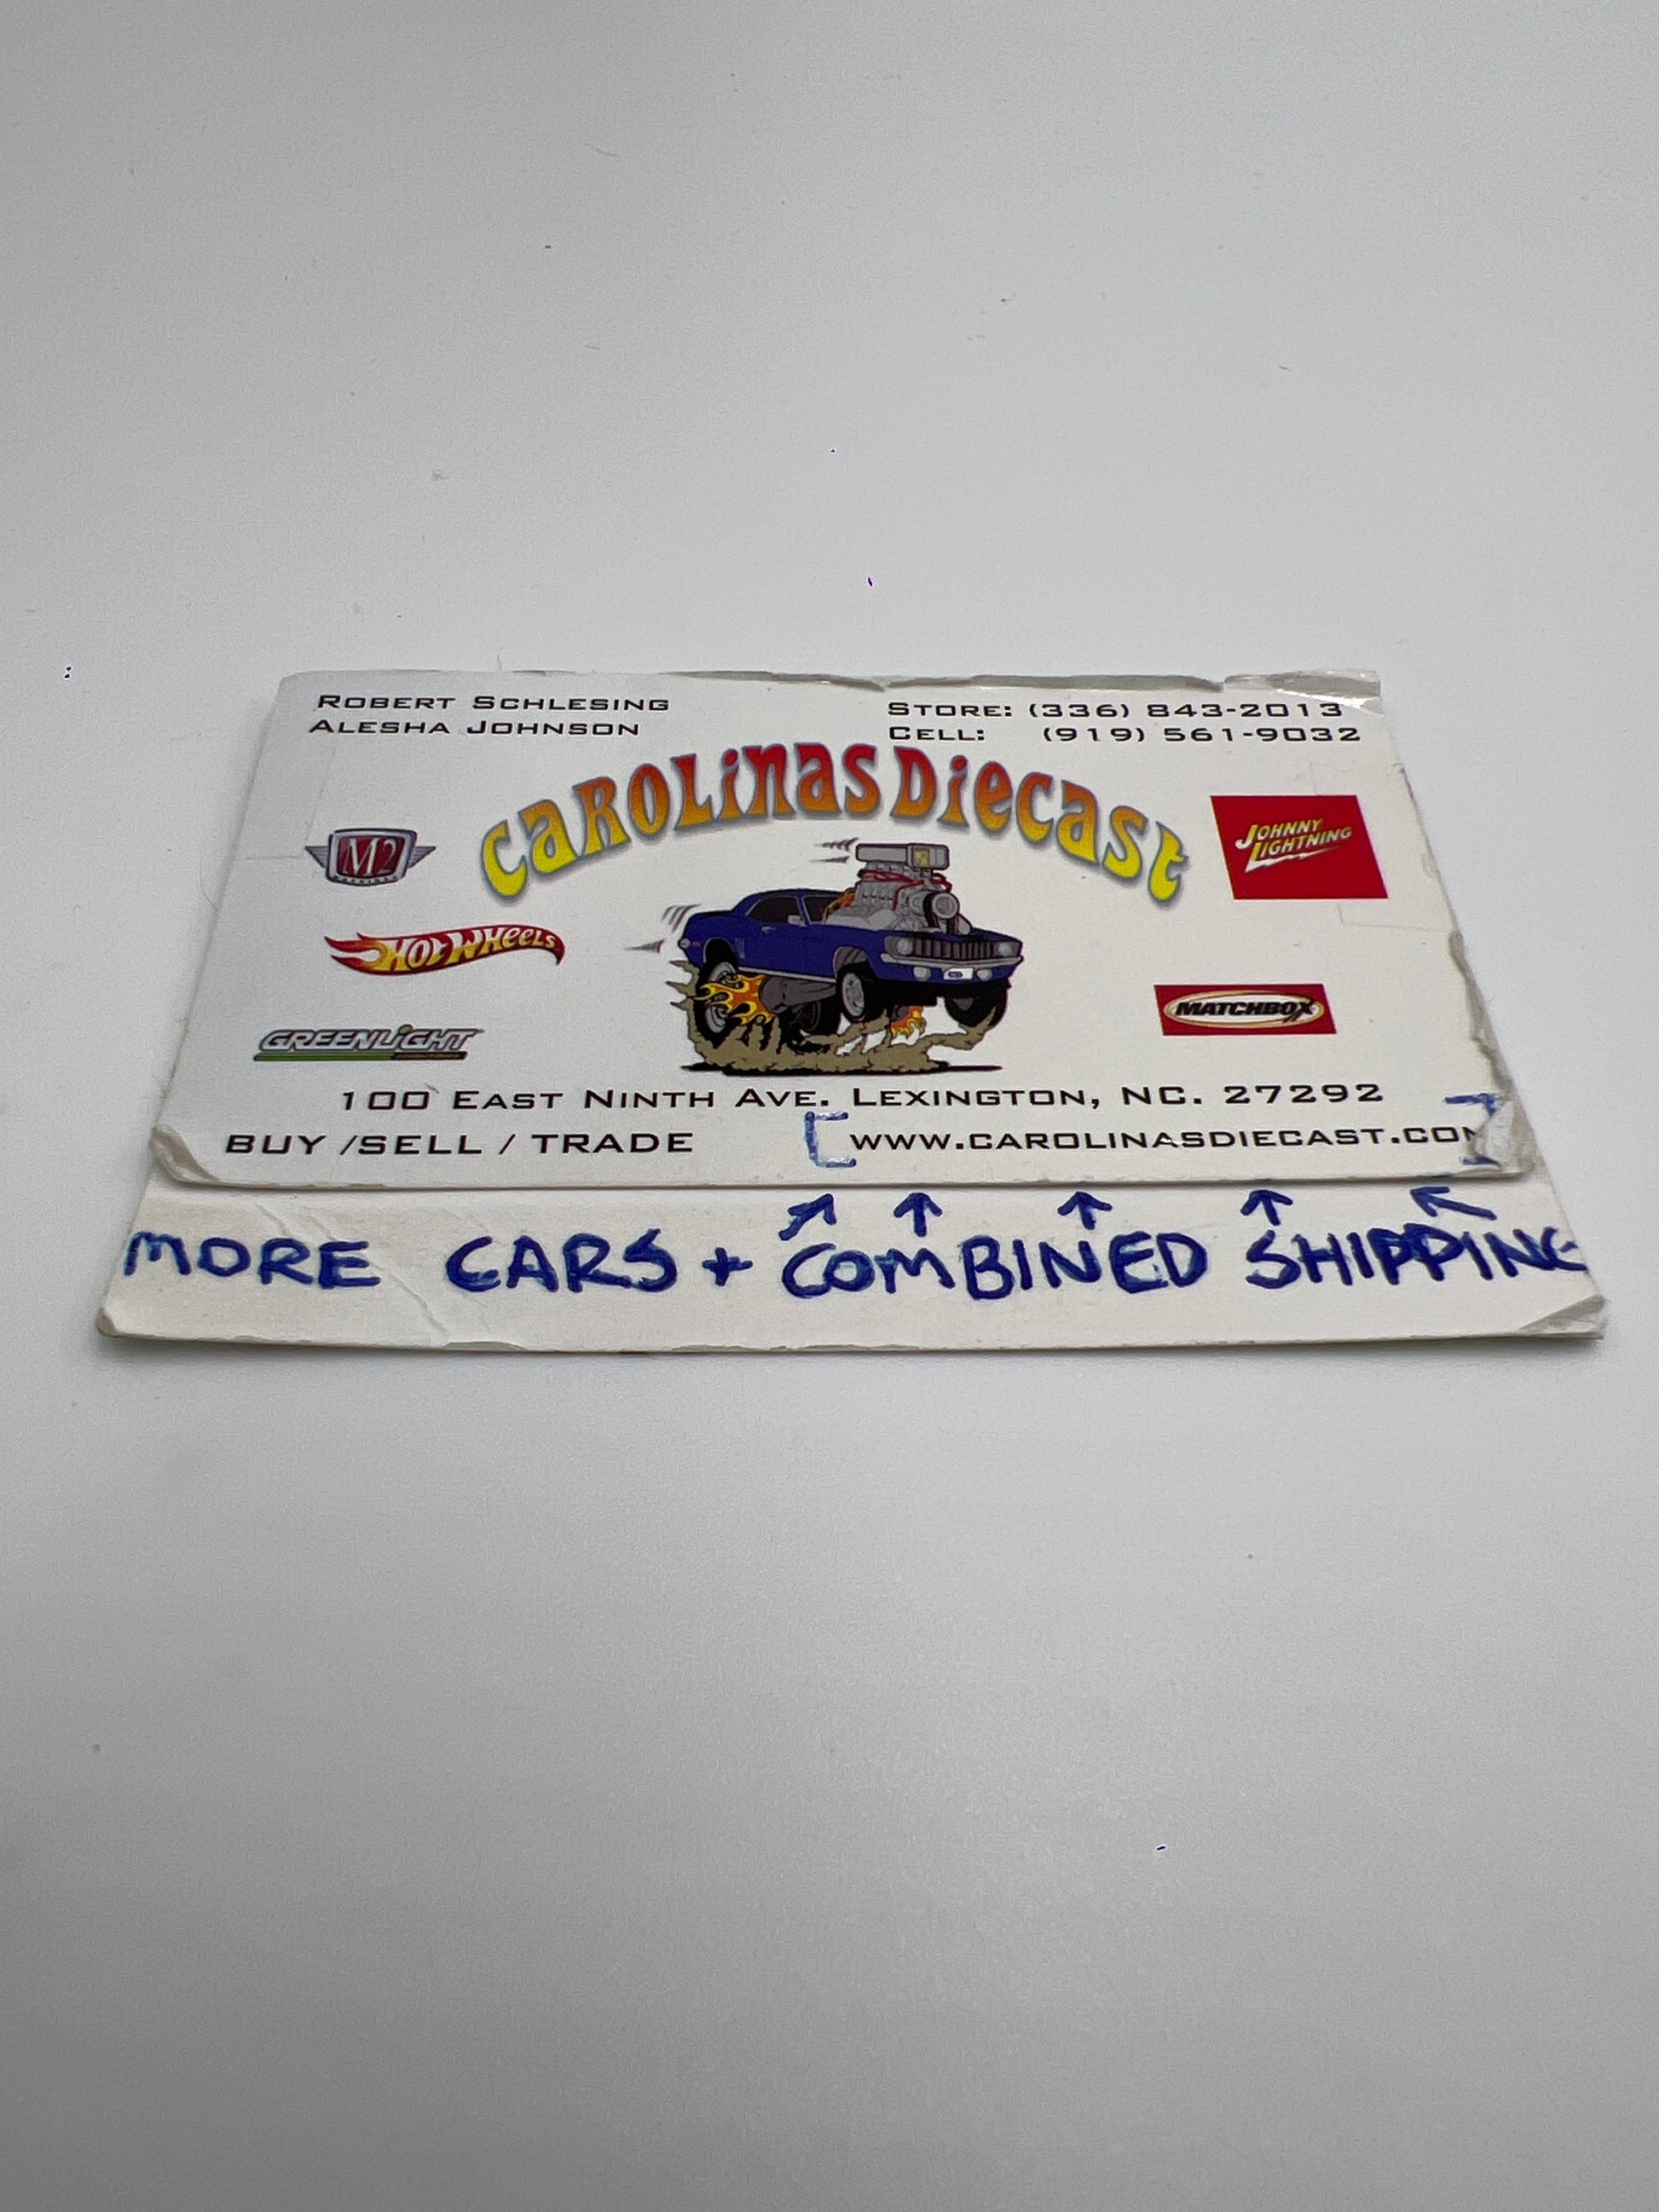 ROBERT SCHLESING
ALESHA JOHNSON
STORE: (336) 843-2013
CELL: (919) 561-9032
CAROLINAS DIECAST
M2
JOHNNY LIGHTNING
HOT WHEELS
MATCHBOX
GREENLIGHT
100 EAST NINTH AVE. LEXINGTON, NC. 27292
BUY /SELL / TRADE
[WWW.CAROLINASDIECAST.COM]
MORE CARS + COMBINED SHIPPING